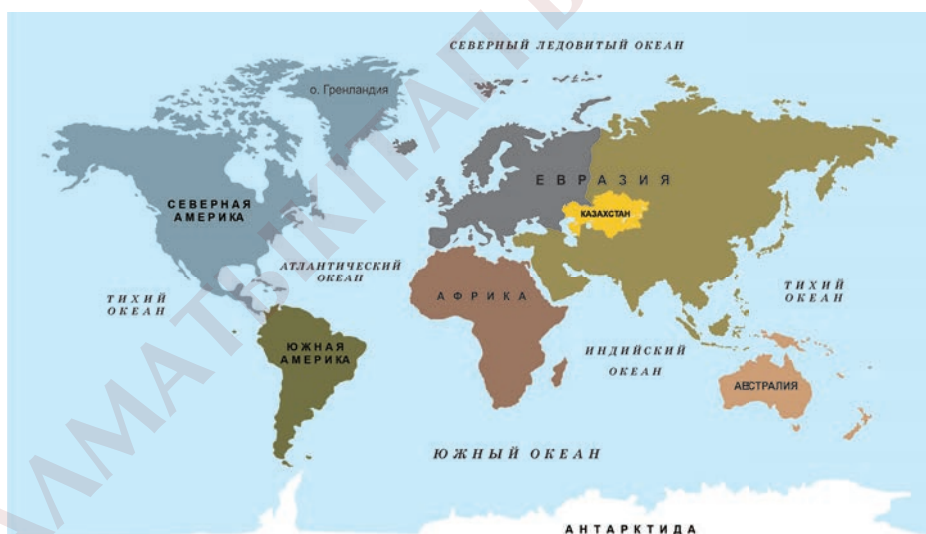 СЕВЕРНЫЙ ЛЕДОВИТЫЙ ОКЕАН
о. Гренландия
ЕВРАЗИЯ
СЕВЕРНАЯ
АМЕРИКА
КАЗАХСТАН
АТЛАНТИЧЕСКИЙ
ОКЕАН
ТИХИЙ
ОКЕАН
АФРИКА
ТИХИЙ
ОКЕАН
ЮЖНАЯ
АМЕРИКА
ИНДИЙСКИЙ
ОКЕАН
АВСТРАЛИЯ
ЮЖНЫЙ ОКЕАН
АНТАРКТИДА
АЛМАТЫКІТАП